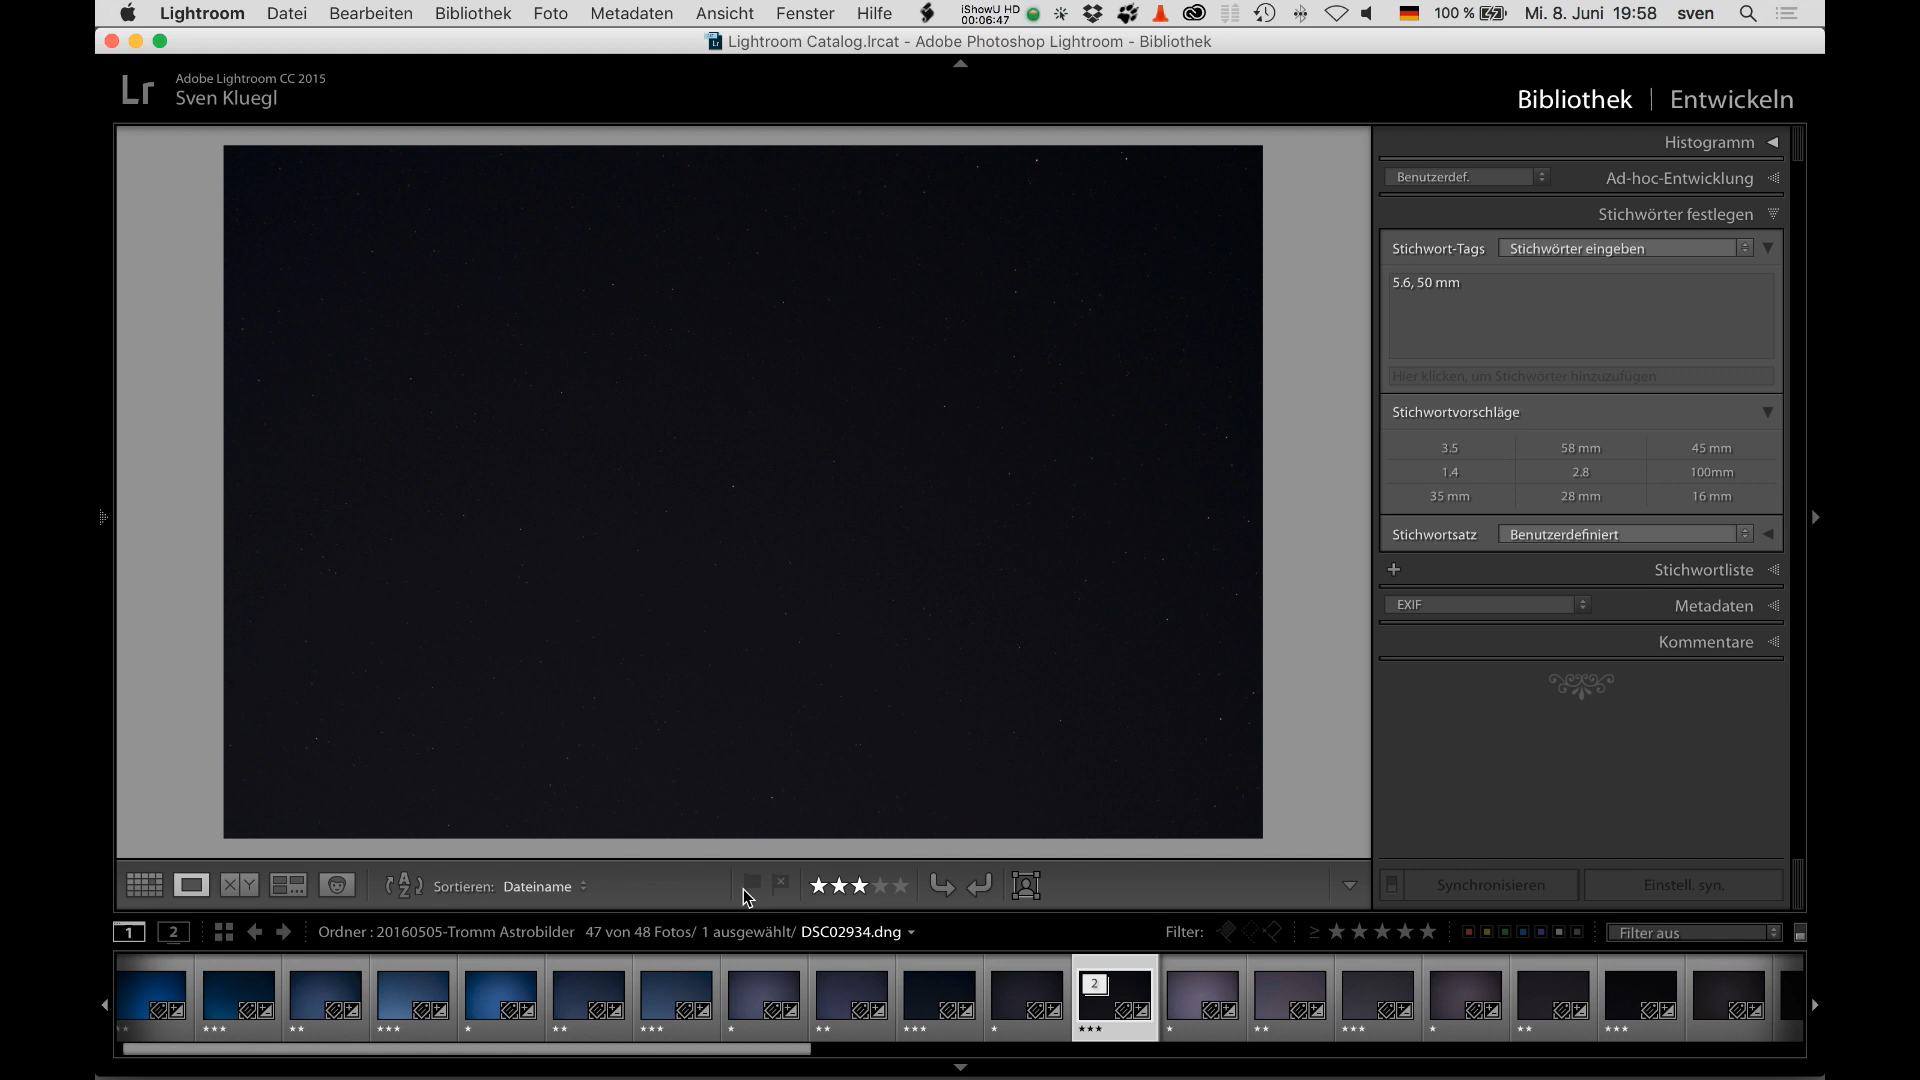 Lightroom Datei Bearbeiten Bibliothek Foto Metadaten Ansicht Fenster Hilfe iShowU HD 00:06:47 100 % Mi. 8. Juni 19:58 sven
Lightroom Catalog.lrcat - Adobe Photoshop Lightroom - Bibliothek
Lr Adobe Lightroom CC 2015
Sven Kluegl
Bibliothek | Entwickeln
Histogramm
Benutzerdef. Ad-hoc-Entwicklung
Stichwörter festlegen
Stichwort-Tags Stichwörter eingeben
5.6, 50 mm
Hier klicken, um Stichwörter hinzuzufügen
Stichwortvorschläge
3.5 58 mm 45 mm
1.4 2.8 100mm
35 mm 28 mm 16 mm
Stichwortsatz Benutzerdefiniert
+ Stichwortliste
EXIF Metadaten
Kommentare
XY AZ Sortieren: Dateiname ★★★★★ Synchronisieren Einstell. syn.
1 2 Ordner : 20160505-Tromm Astrobilder 47 von 48 Fotos/ 1 ausgewählt/ DSC02934.dng Filter: ≥ ★★★★★ Filter aus
2